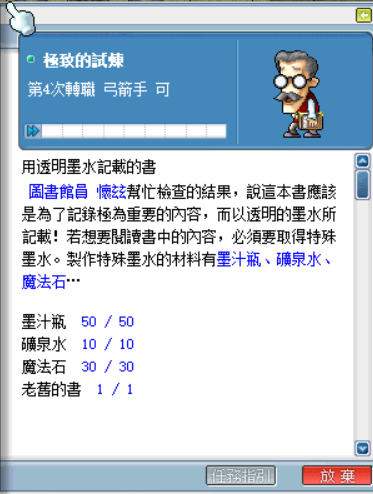 極致的試煉
第4次轉職 弓箭手 可
用透明墨水記載的書
圖書館員 懷玆幫忙檢查的結果，說這本書應該
是為了記錄極為重要的內容，而以透明的墨水所
記載！若想要閱讀書中的內容，必須要取得特殊
墨水。製作特殊墨水的材料有墨汁瓶、礦泉水、
魔法石…
墨汁瓶 50 / 50
礦泉水 10 / 10
魔法石 30 / 30
老舊的書 1 / 1
任務指引
放棄